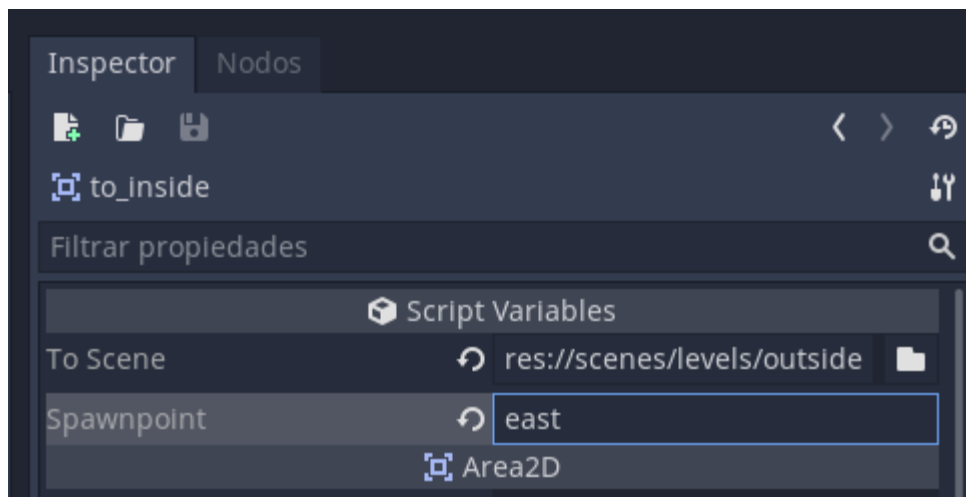 Inspector Nodos
to_inside
Filtrar propiedades
Script Variables
To Scene res://scenes/levels/outside
Spawnpoint east
Area2D